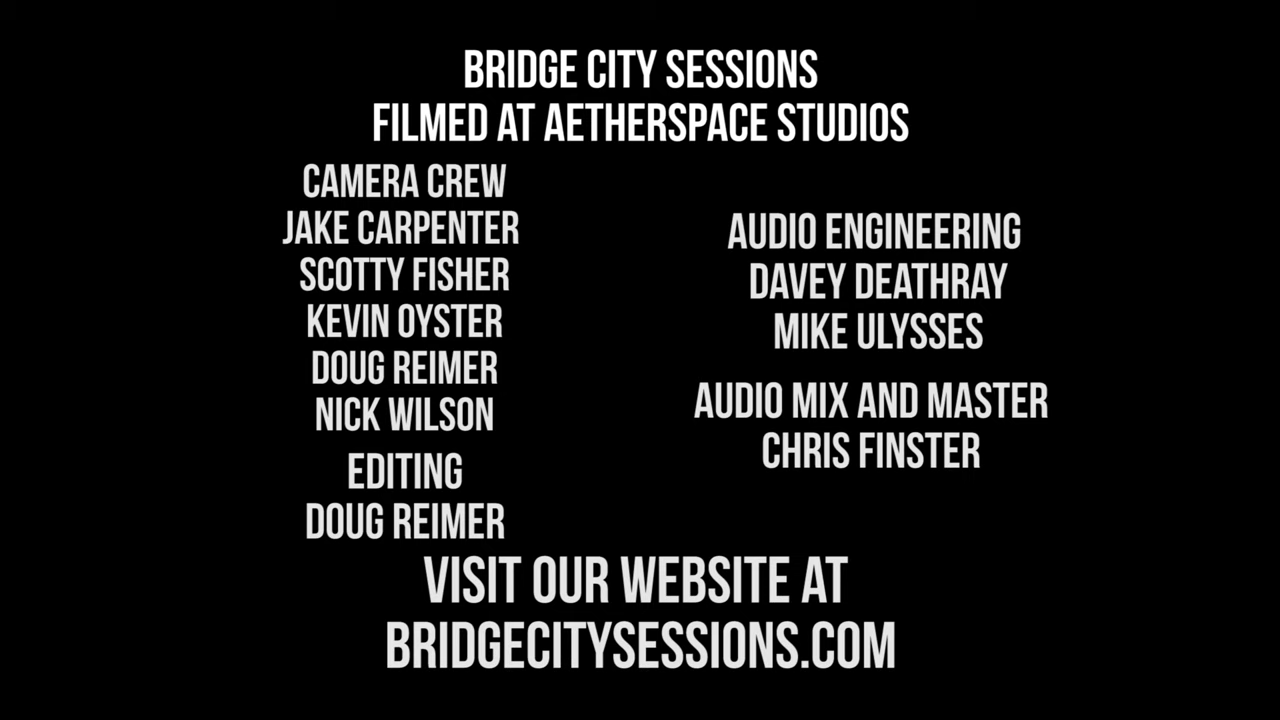 BRIDGE CITY SESSIONS
FILMED AT AETHERSPACE STUDIOS
CAMERA CREW
JAKE CARPENTER
SCOTTY FISHER
KEVIN OYSTER
DOUG REIMER
NICK WILSON
EDITING
DOUG REIMER
AUDIO ENGINEERING
DAVEY DEATHRAY
MIKE ULYSSES
AUDIO MIX AND MASTER
CHRIS FINSTER
VISIT OUR WEBSITE AT
BRIDGECITYSESSIONS.COM